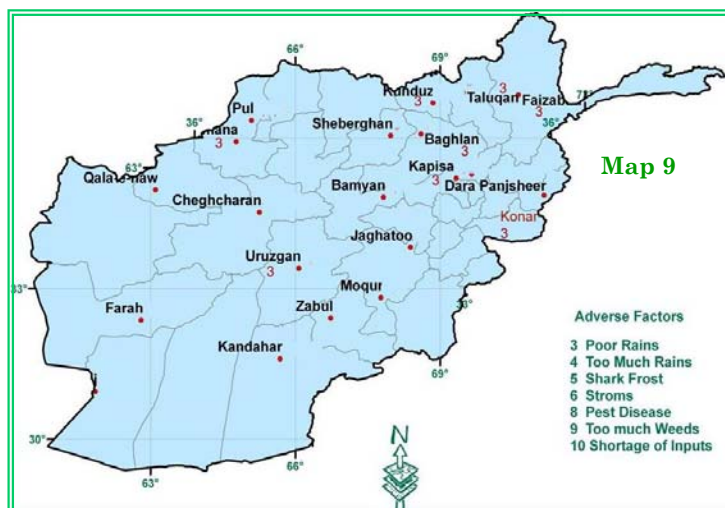 66°
69°
Kunduz
3
3
Taluqan
Faizab
3
36°
Pul
3
36°
Sheberghan
Baghlan
3
Map 9
63°
Kapisa
3
Dara Panjsheer
Cheghcharan
Bamyan
Konar
3
Jaghatoo
Uruzgan
3
33°
Moqur
33°
Farah
Zabul
Kandahar
69°
Adverse Factors
3 Poor Rains
4 Too Much Rains
5 Shark Frost
6 Stroms
8 Pest Disease
9 Too much Weeds
10 Shortage of Inputs
30°
63°
66°
N